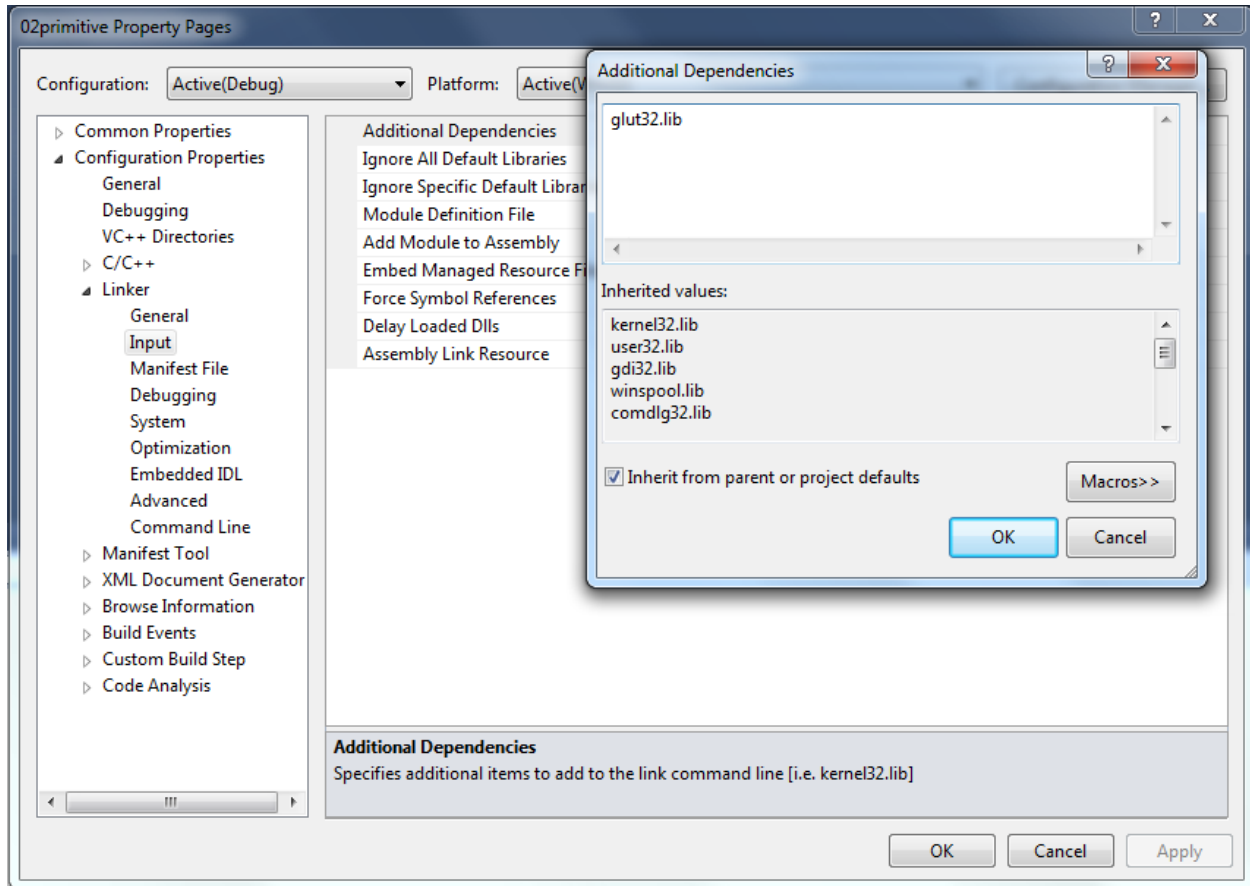 02primitive Property Pages
Configuration: Active(Debug) Platform:
Common Properties
Configuration Properties
General
Debugging
VC++ Directories
C/C++
Linker
General
Input
Manifest File
Debugging
System
Optimization
Embedded IDL
Advanced
Command Line
Manifest Tool
XML Document Generator
Browse Information
Build Events
Custom Build Step
Code Analysis
Additional Dependencies
Ignore All Default Libraries
Ignore Specific Default Librar
Module Definition File
Add Module to Assembly
Embed Managed Resource Fi
Force Symbol References
Delay Loaded Dlls
Assembly Link Resource
Additional Dependencies
glut32.lib
Inherited values:
kernel32.lib
user32.lib
gdi32.lib
winspool.lib
comdlg32.lib
Inherit from parent or project defaults
Macros>>
OK Cancel
Additional Dependencies
Specifies additional items to add to the link command line [i.e. kernel32.lib]
OK Cancel Apply